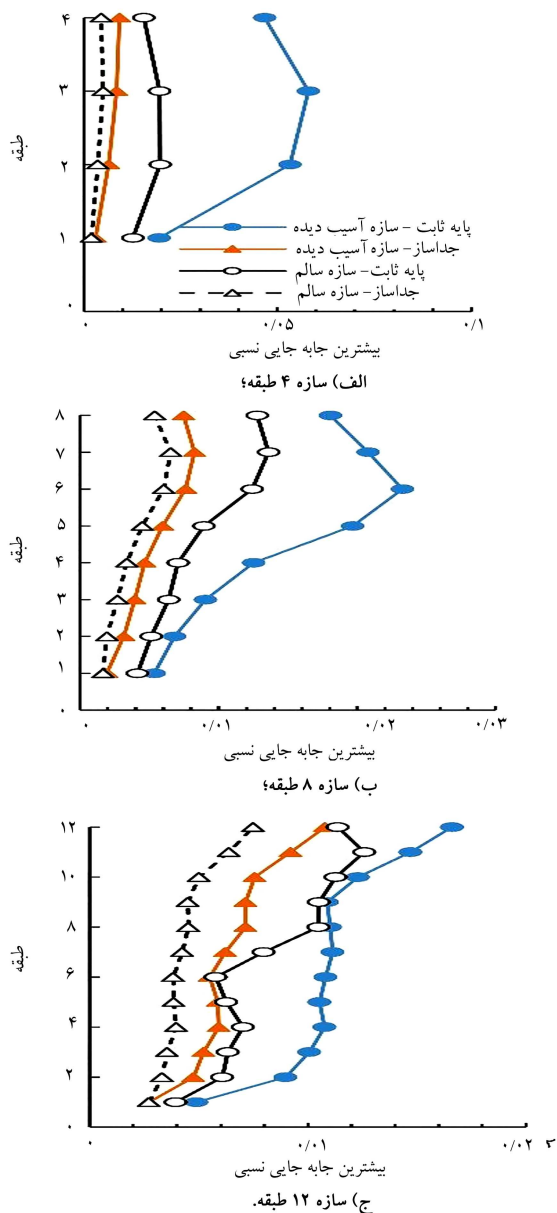 ۴
۳
۲
۱
۰
طبقه
پایه ثابت - سازه آسیب دیده
جداساز- سازه آسیب دیده
پایه ثابت- سازه سالم
جداساز- سازه سالم
۰ ۰/۰۵ ۰/۱
بیشترین جابه جایی نسبی
الف) سازه ۴ طبقه؛
۸
۷
۶
۵
۴
۳
۲
۱
۰
طبقه
۰ ۰/۰۱ ۰/۰۲ ۰/۰۳
بیشترین جابه جایی نسبی
ب) سازه ۸ طبقه؛
۱۲
۱۰
۸
۶
۴
۲
۰
طبقه
۰ ۰/۰۱ ۰/۰۲
بیشترین جابه جایی نسبی
ج) سازه ۱۲ طبقه.